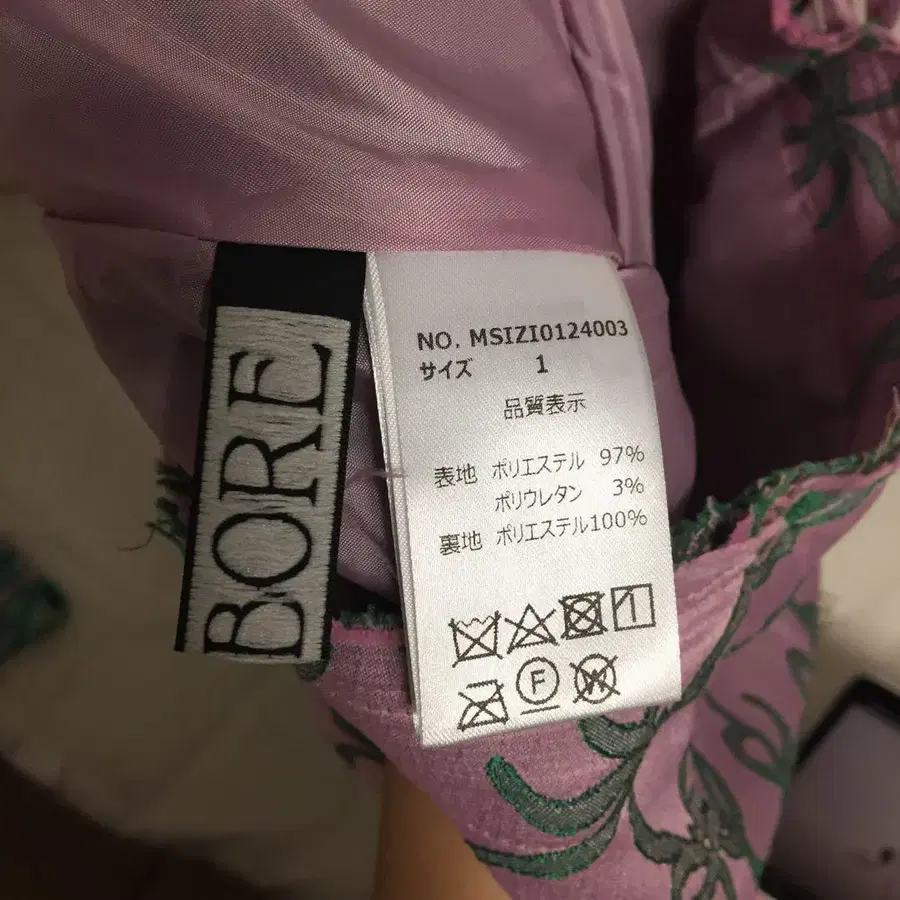 BORE
NO. MSIZI0124003
サイズ 1
品質表示
表地 ポリエステル 97%
ポリウレタン 3%
裏地 ポリエステル100%
F
W